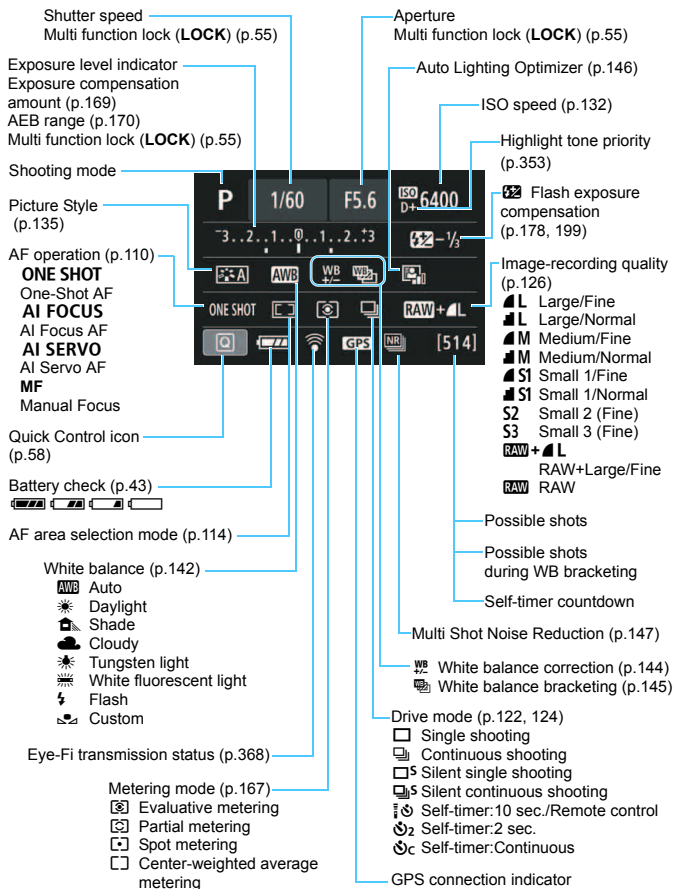 Shutter speed
Multi function lock (LOCK) (p.55)
Aperture
Multi function lock (LOCK) (p.55)
Exposure level indicator
Exposure compensation
amount (p.169)
AEB range (p.170)
Multi function lock (LOCK) (p.55)
Auto Lighting Optimizer (p.146)
ISO speed (p.132)
Highlight tone priority
(p.353)
Shooting mode
Picture Style
(p.135)
Flash exposure
compensation
(p.178, 199)
P 1/60 F5.6 ISO D+ 6400
-3..2..1..0..1..2..+3 -1/3
A AWB WB +/- WB
ONE SHOT RAW+L
Q GPS NR [514]
AF operation (p.110)
ONE SHOT
One-Shot AF
AI FOCUS
AI Focus AF
AI SERVO
AI Servo AF
MF
Manual Focus
Quick Control icon
(p.58)
Battery check (p.43)
AF area selection mode (p.114)
Image-recording quality
(p.126)
L Large/Fine
L Large/Normal
M Medium/Fine
M Medium/Normal
S1 Small 1/Fine
S1 Small 1/Normal
S2 Small 2 (Fine)
S3 Small 3 (Fine)
RAW+L
RAW+Large/Fine
RAW RAW
Possible shots
Possible shots
during WB bracketing
Self-timer countdown
White balance (p.142)
AWB Auto
Daylight
Shade
Cloudy
Tungsten light
White fluorescent light
Flash
Custom
Multi Shot Noise Reduction (p.147)
WB +/- White balance correction (p.144)
WB White balance bracketing (p.145)
Drive mode (p.122, 124)
Single shooting
Continuous shooting
S Silent single shooting
S Silent continuous shooting
Self-timer:10 sec./Remote control
2 Self-timer:2 sec.
C Self-timer:Continuous
Eye-Fi transmission status (p.368)
Metering mode (p.167)
Evaluative metering
Partial metering
Spot metering
Center-weighted average
metering
GPS connection indicator